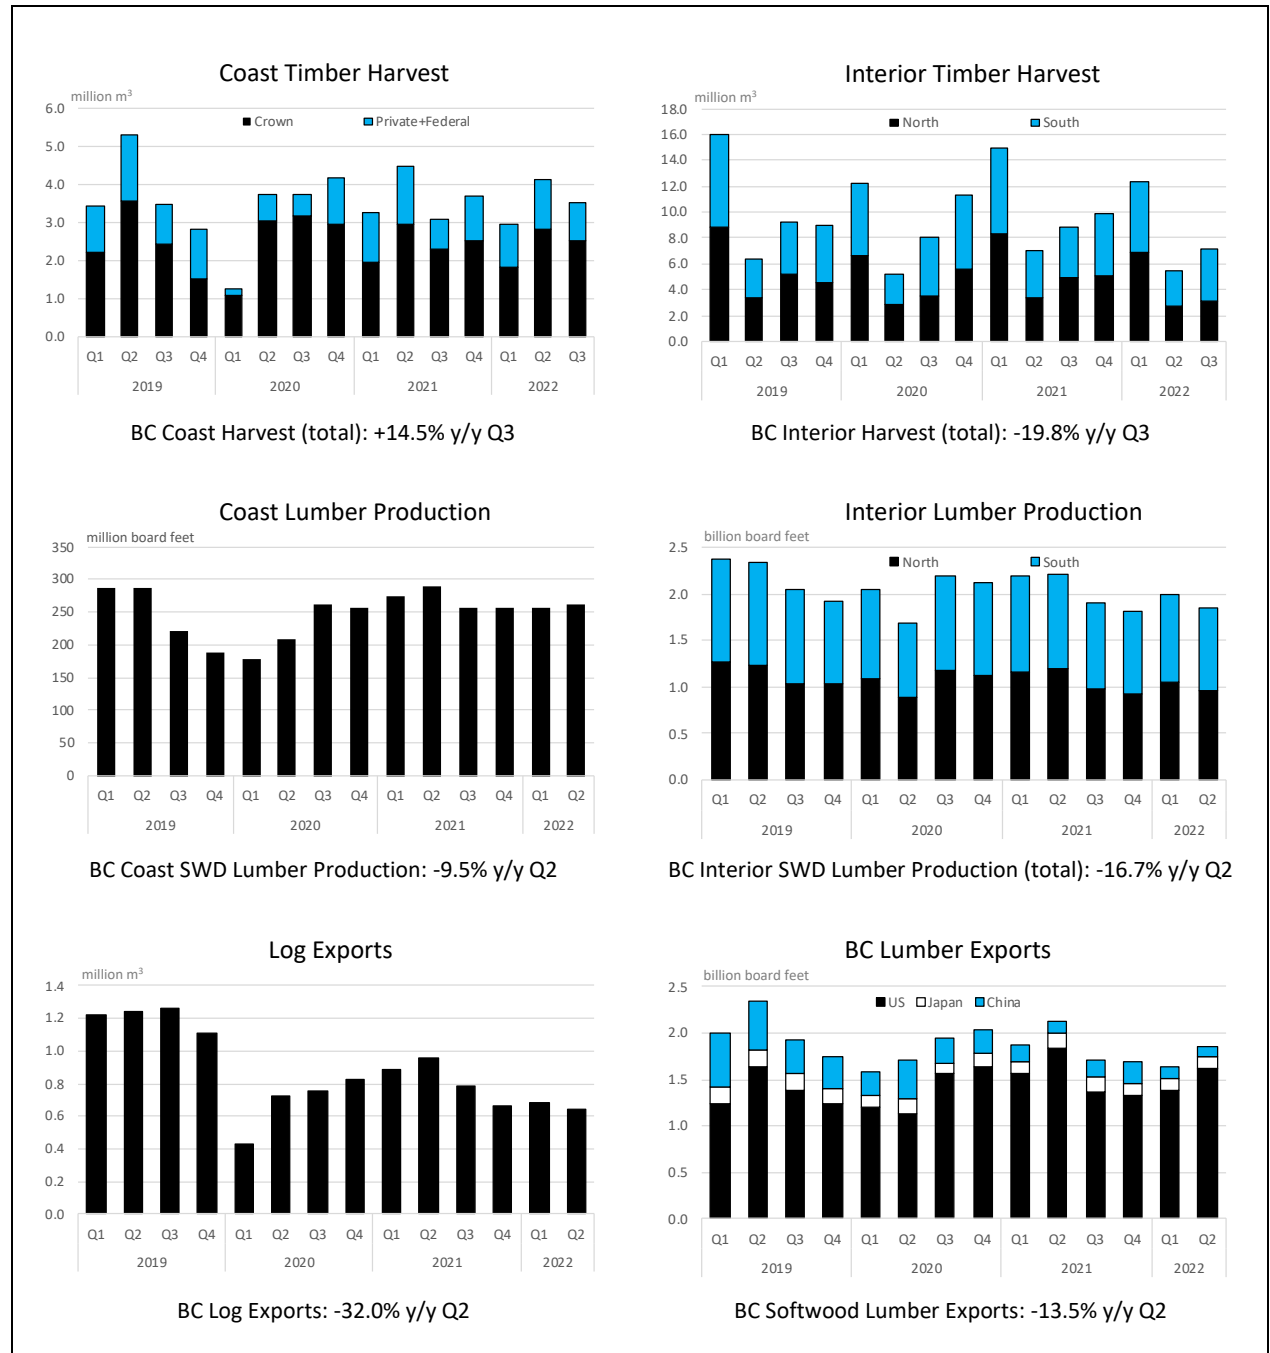 Coast Timber Harvest
million m³
6.0
5.0
4.0
3.0
2.0
1.0
0.0
Crown Private+Federal
Q1 Q2 Q3 Q4 Q1 Q2 Q3 Q4 Q1 Q2 Q3 Q4 Q1 Q2 Q3
2019 2020 2021 2022
BC Coast Harvest (total): +14.5% y/y Q3
Interior Timber Harvest
million m³
18.0
16.0
14.0
12.0
10.0
8.0
6.0
4.0
2.0
0.0
North South
Q1 Q2 Q3 Q4 Q1 Q2 Q3 Q4 Q1 Q2 Q3 Q4 Q1 Q2 Q3
2019 2020 2021 2022
BC Interior Harvest (total): -19.8% y/y Q3
Coast Lumber Production
million board feet
350
300
250
200
150
100
50
0
Q1 Q2 Q3 Q4 Q1 Q2 Q3 Q4 Q1 Q2 Q3 Q4 Q1 Q2
2019 2020 2021 2022
BC Coast SWD Lumber Production: -9.5% y/y Q2
Interior Lumber Production
billion board feet
2.5
2.0
1.5
1.0
0.5
0.0
North South
Q1 Q2 Q3 Q4 Q1 Q2 Q3 Q4 Q1 Q2 Q3 Q4 Q1 Q2
2019 2020 2021 2022
BC Interior SWD Lumber Production (total): -16.7% y/y Q2
Log Exports
million m³
1.4
1.2
1.0
0.8
0.6
0.4
0.2
0.0
Q1 Q2 Q3 Q4 Q1 Q2 Q3 Q4 Q1 Q2 Q3 Q4 Q1 Q2
2019 2020 2021 2022
BC Log Exports: -32.0% y/y Q2
BC Lumber Exports
billion board feet
2.5
2.0
1.5
1.0
0.5
0.0
US Japan China
Q1 Q2 Q3 Q4 Q1 Q2 Q3 Q4 Q1 Q2 Q3 Q4 Q1 Q2
2019 2020 2021 2022
BC Softwood Lumber Exports: -13.5% y/y Q2